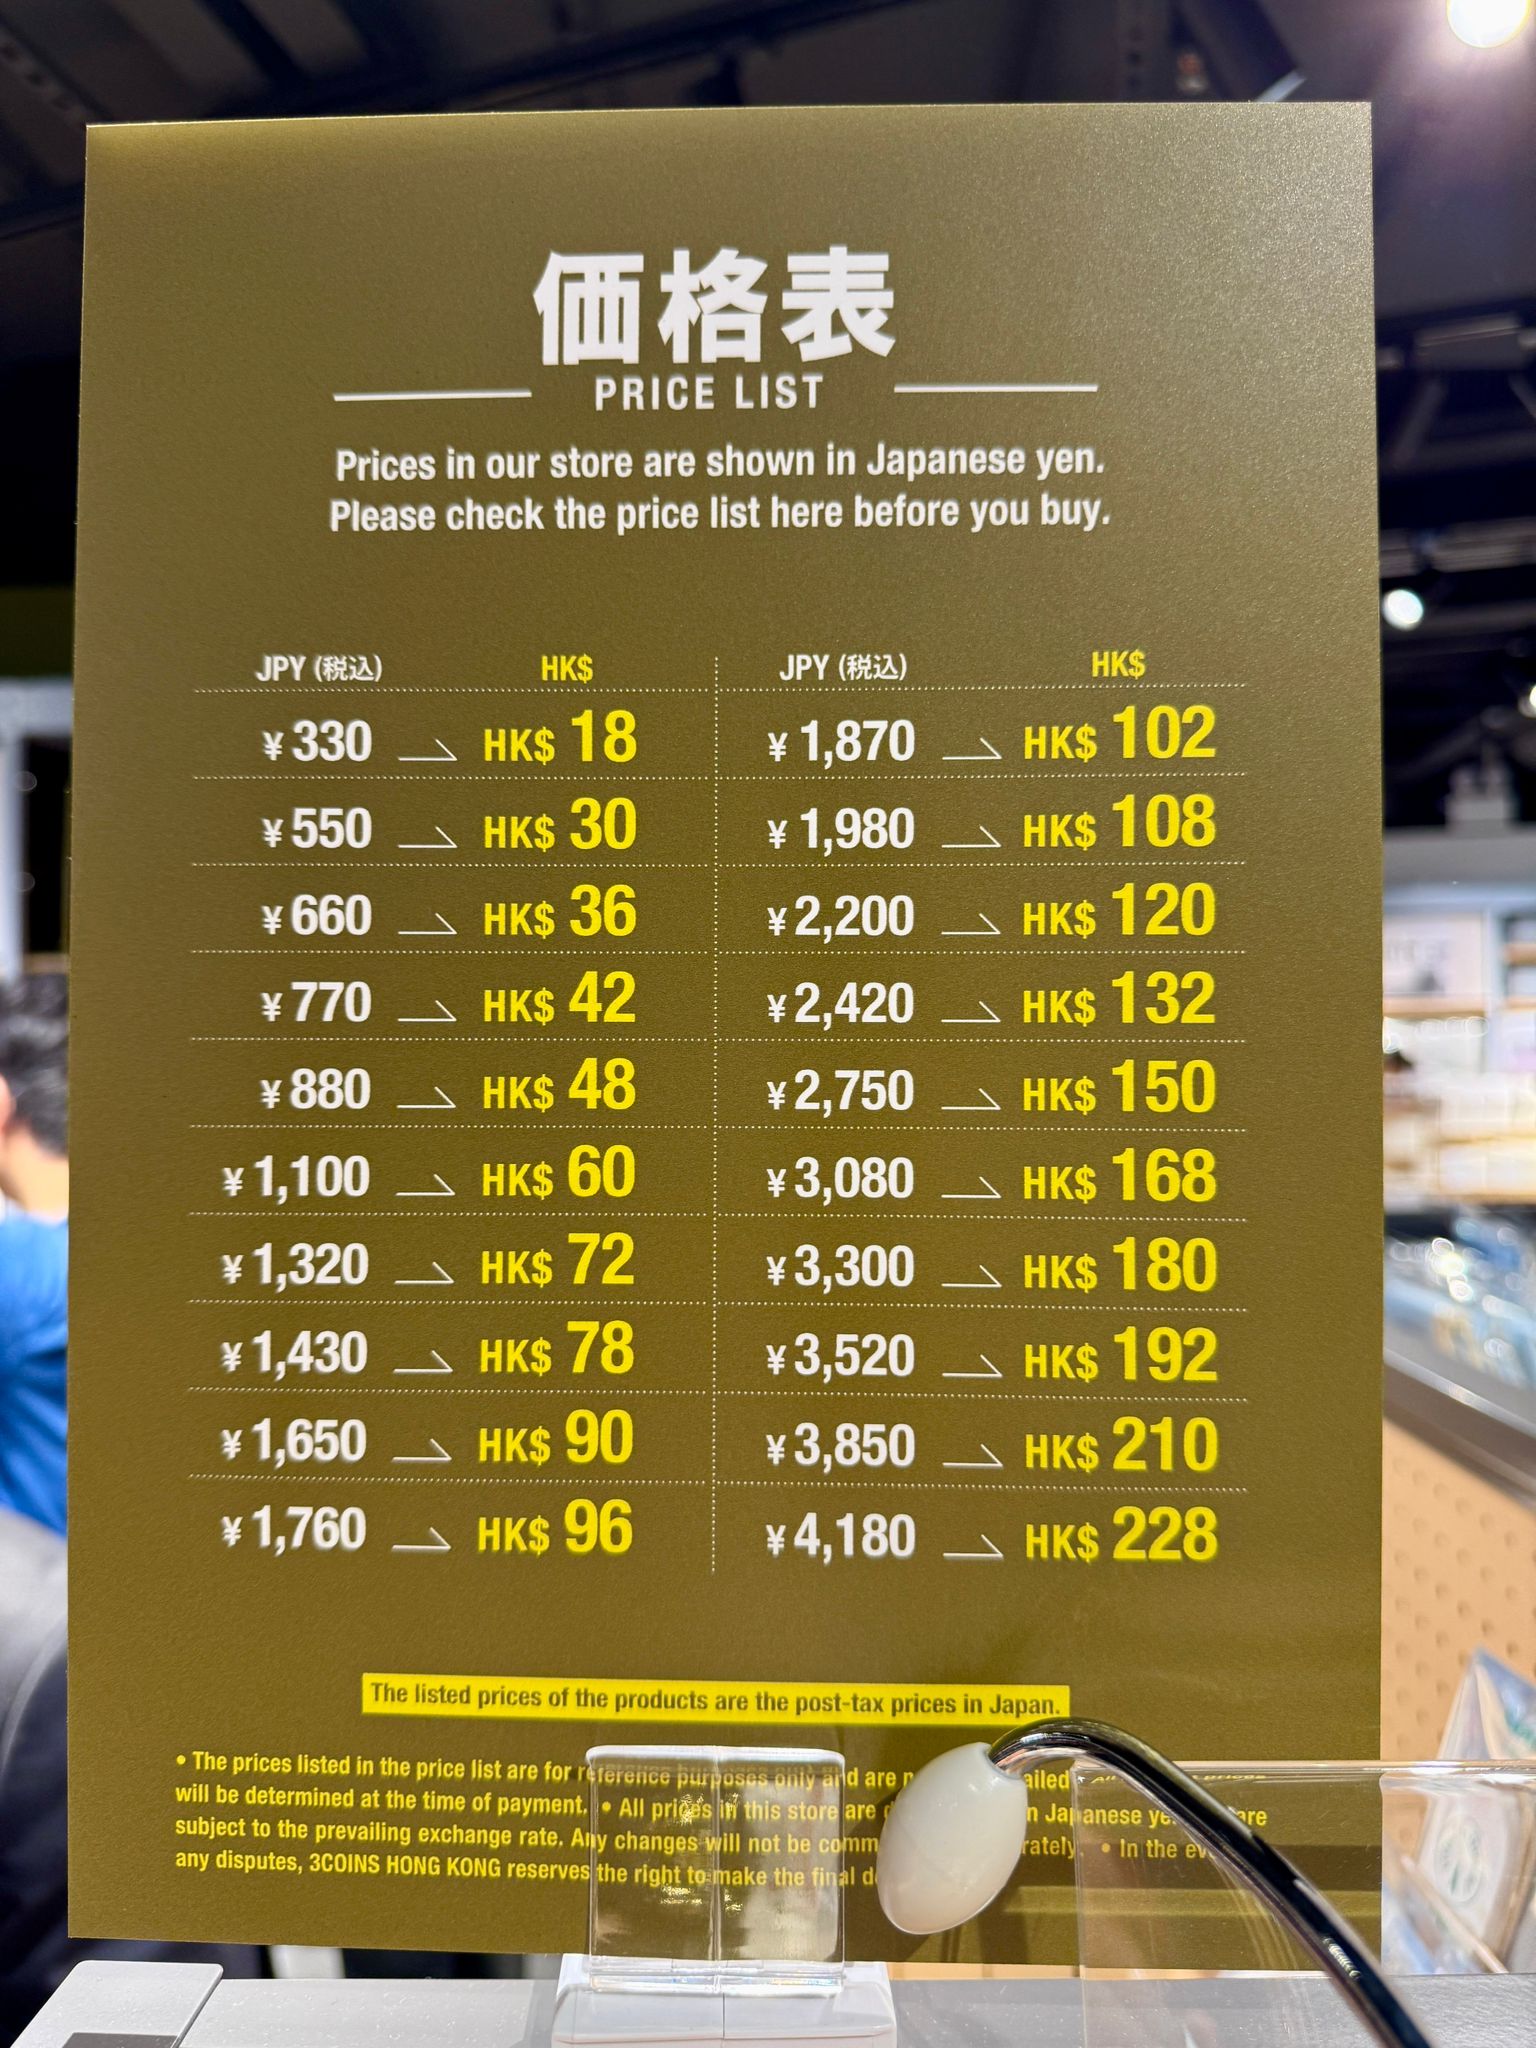 価格表
PRICE LIST
Prices in our store are shown in Japanese yen.
Please check the price list here before you buy.
JPY (税込) HK$ JPY (税込) HK$
¥330 HK$ 18 ¥1,870 HK$ 102
¥550 HK$ 30 ¥1,980 HK$ 108
¥660 HK$ 36 ¥2,200 HK$ 120
¥770 HK$ 42 ¥2,420 HK$ 132
¥880 HK$ 48 ¥2,750 HK$ 150
¥1,100 HK$ 60 ¥3,080 HK$ 168
¥1,320 HK$ 72 ¥3,300 HK$ 180
¥1,430 HK$ 78 ¥3,520 HK$ 192
¥1,650 HK$ 90 ¥3,850 HK$ 210
¥1,760 HK$ 96 ¥4,180 HK$ 228
The listed prices of the products are the post-tax prices in Japan.
• The prices listed in the price list are for reference purposes only and are
will be determined at the time of payment. • All prices in this store are in Japanese are
subject to the prevailing exchange rate. Any changes will not be • In the
any disputes, 3COINS HONG KONG reserves the right to make the final